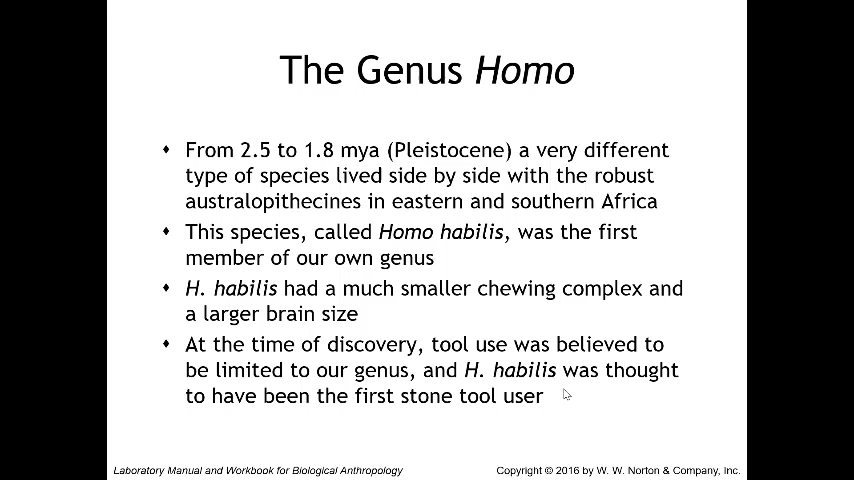 The Genus Homo
From 2.5 to 1.8 mya (Pleistocene) a very different
type of species lived side by side with the robust
australopithecines in eastern and southern Africa
This species, called Homo habilis, was the first
member of our own genus
H. habilis had a much smaller chewing complex and
a larger brain size
At the time of discovery, tool use was believed to
be limited to our genus, and H. habilis was thought
to have been the first stone tool user
Laboratory Manual and Workbook for Biological Anthropology
Copyright © 2016 by W. W. Norton & Company, Inc.